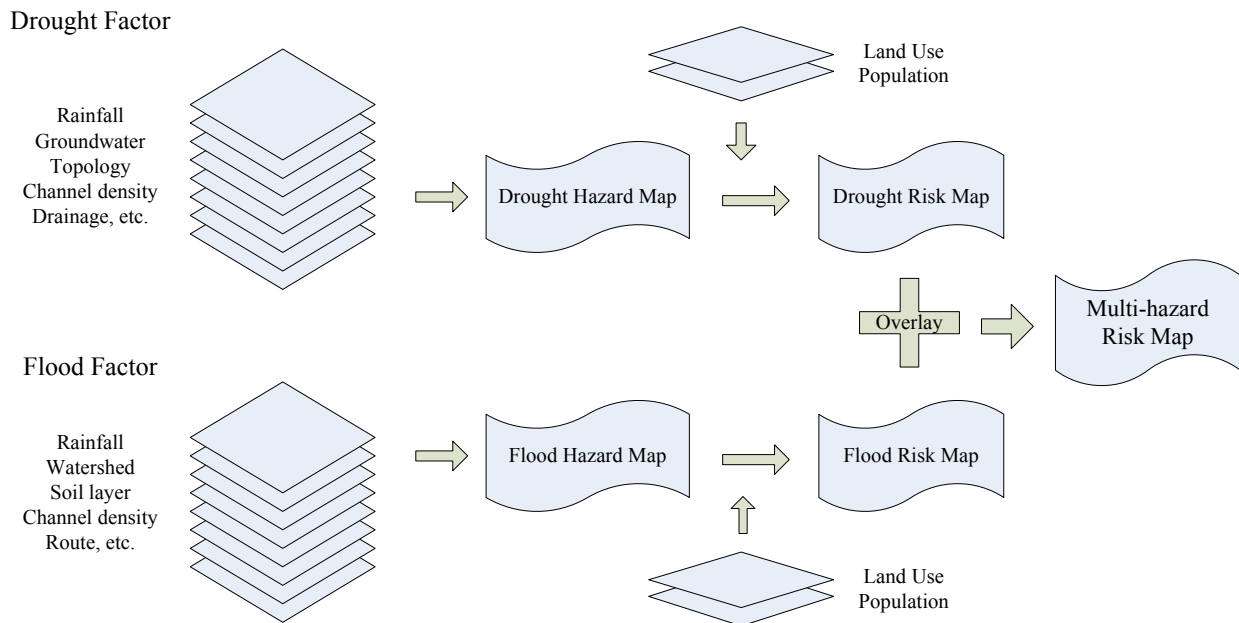 Drought Factor
Rainfall
Groundwater
Topology
Channel density
Drainage, etc.
Land Use
Population
Drought Hazard Map
Drought Risk Map
Overlay
Multi-hazard
Risk Map
Flood Factor
Rainfall
Watershed
Soil layer
Channel density
Route, etc.
Flood Hazard Map
Flood Risk Map
Land Use
Population